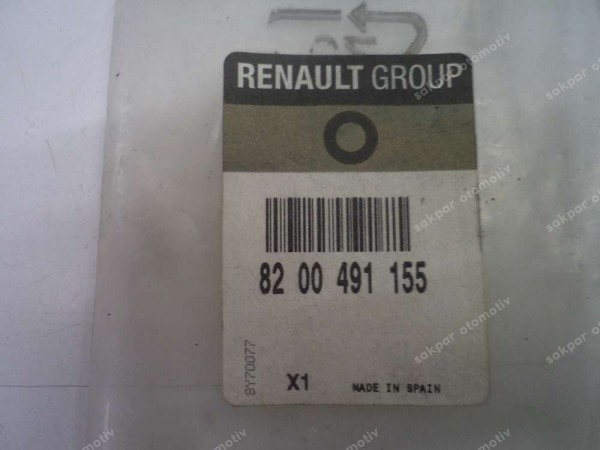 RENAULT GROUP
82 00 491 155
8Y70077
X1
MADE IN SPAIN
sakpar otomotiv
sakpar otomotiv
sakpar otomotiv
sakpar otomotiv
sakpar otomotiv